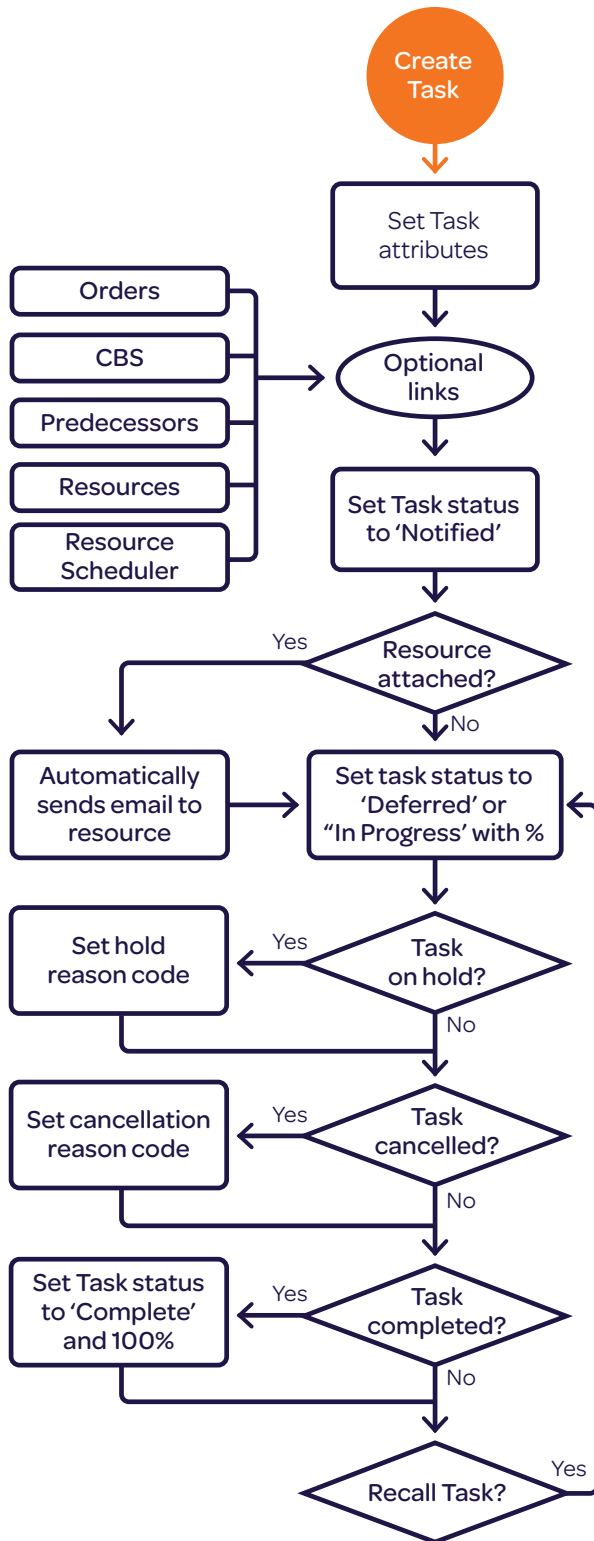 Create
Task
Set Task
attributes
Orders
CBS
Predecessors
Resources
Resource
Scheduler
Optional
links
Set Task status
to ‘Notified’
Yes
Resource
attached?
No
Automatically
sends email to
resource
Set task status to
‘Deferred’ or
“In Progress’ with %
Set hold
reason code
Yes
Task
on hold?
No
Set cancellation
reason code
Yes
Task
cancelled?
No
Set Task status
to ‘Complete’
and 100%
Yes
Task
completed?
No
Recall Task?
Yes